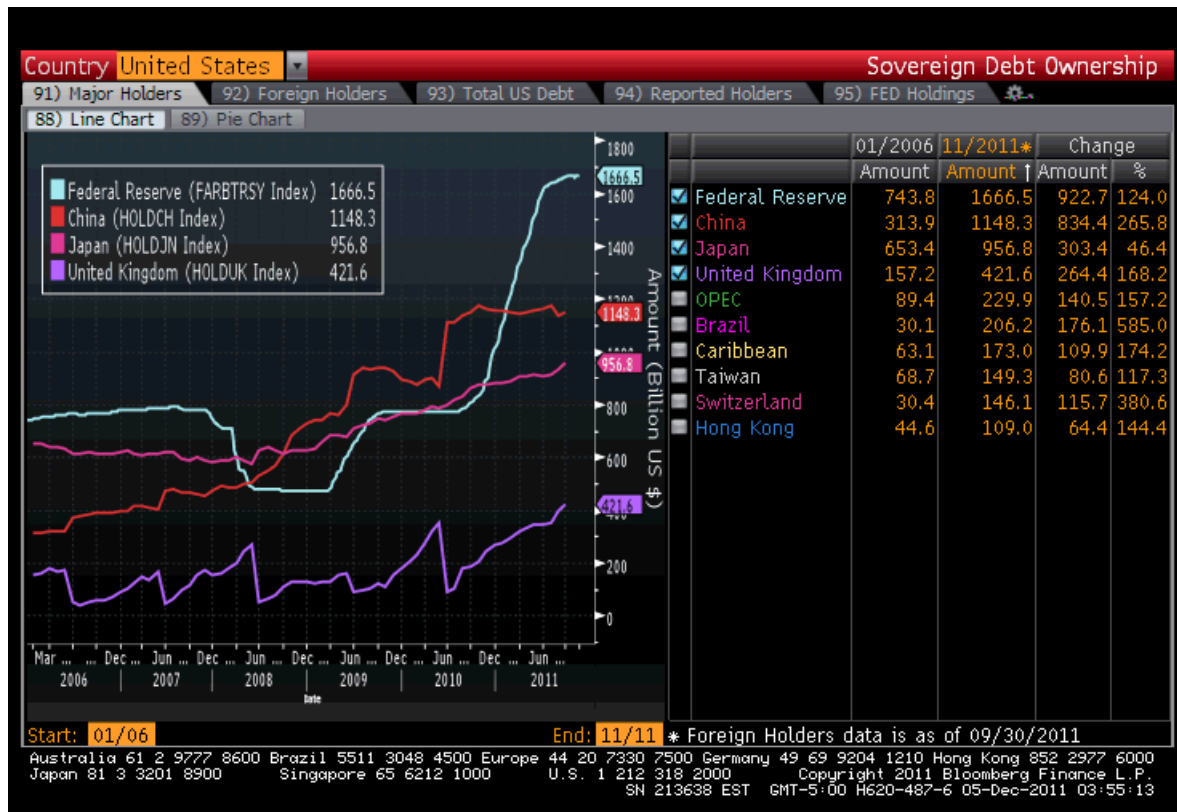 Country United States Sovereign Debt Ownership
91) Major Holders 92) Foreign Holders 93) Total US Debt 94) Reported Holders 95) FED Holdings
88) Line Chart 89) Pie Chart
Federal Reserve (FARBTRSY Index) 1666.5
China (HOLDCH Index) 1148.3
Japan (HOLDJN Index) 956.8
United Kingdom (HOLDUK Index) 421.6
1800
1666.5
1600
1400
1148.3
956.8
800
600
421.6
200
0
Amount (Billion US $)
Mar ... ... Dec ... Jun ... Dec ... Jun ... Dec ... Jun ... Dec ... Jun ... Dec ... Jun ...
2006 2007 2008 2009 2010 2011
Date
01/2006 11/2011* Change
Amount Amount ↑ Amount %
Federal Reserve 743.8 1666.5 922.7 124.0
China 313.9 1148.3 834.4 265.8
Japan 653.4 956.8 303.4 46.4
United Kingdom 157.2 421.6 264.4 168.2
OPEC 89.4 229.9 140.5 157.2
Brazil 30.1 206.2 176.1 585.0
Caribbean 63.1 173.0 109.9 174.2
Taiwan 68.7 149.3 80.6 117.3
Switzerland 30.4 146.1 115.7 380.6
Hong Kong 44.6 109.0 64.4 144.4
Start: 01/06 End: 11/11 * Foreign Holders data is as of 09/30/2011
Australia 61 2 9777 8600 Brazil 5511 3048 4500 Europe 44 20 7330 7500 Germany 49 69 9204 1210 Hong Kong 852 2977 6000
Japan 81 3 3201 8900 Singapore 65 6212 1000 U.S. 1 212 318 2000 Copyright 2011 Bloomberg Finance L.P.
SN 213638 EST GMT-5:00 H620-487-6 05-Dec-2011 03:55:13